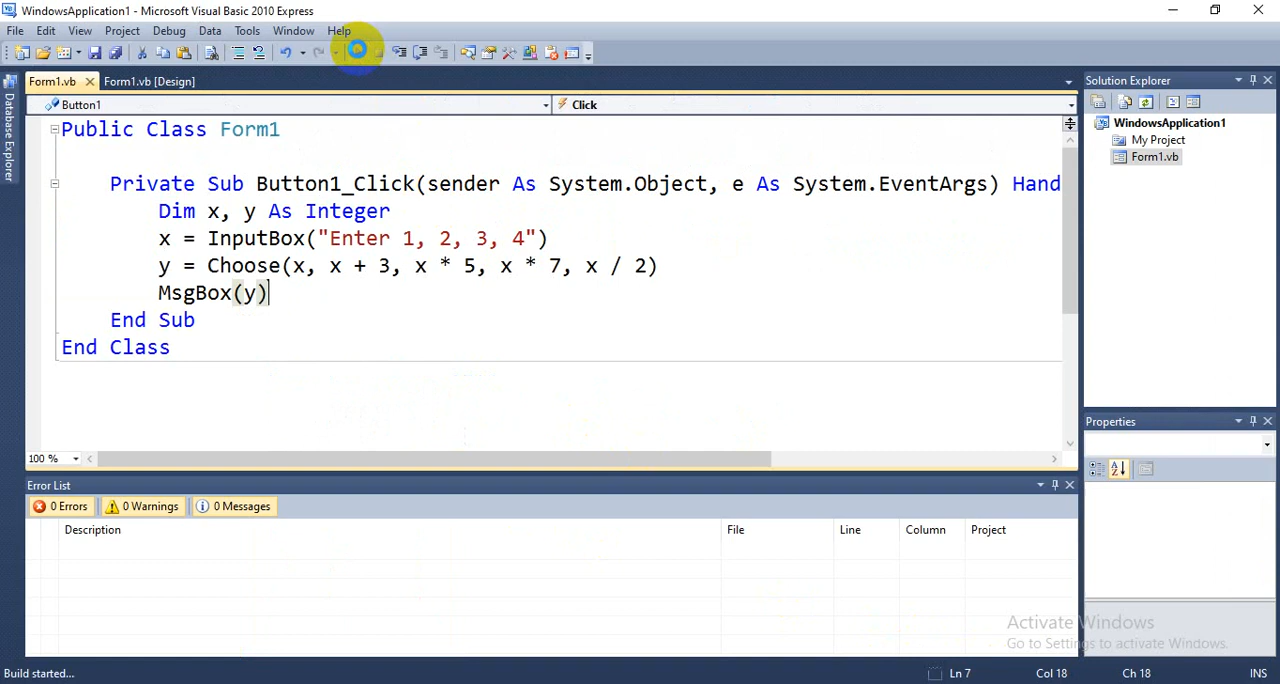 WindowsApplication1 - Microsoft Visual Basic 2010 Express
File Edit View Project Debug Data Tools Window Help
Form1.vb Form1.vb [Design]
Button1 Click
Public Class Form1
Private Sub Button1_Click(sender As System.Object, e As System.EventArgs) Hand
Dim x, y As Integer
x = InputBox("Enter 1, 2, 3, 4")
y = Choose(x, x + 3, x * 5, x * 7, x / 2)
MsgBox(y)
End Sub
End Class
100 %
Database Explorer
Solution Explorer
WindowsApplication1
My Project
Form1.vb
Properties
Error List
0 Errors 0 Warnings 0 Messages
Description File Line Column Project
Activate Windows
Go to Settings to activate Windows.
Build started... Ln 7 Col 18 Ch 18 INS